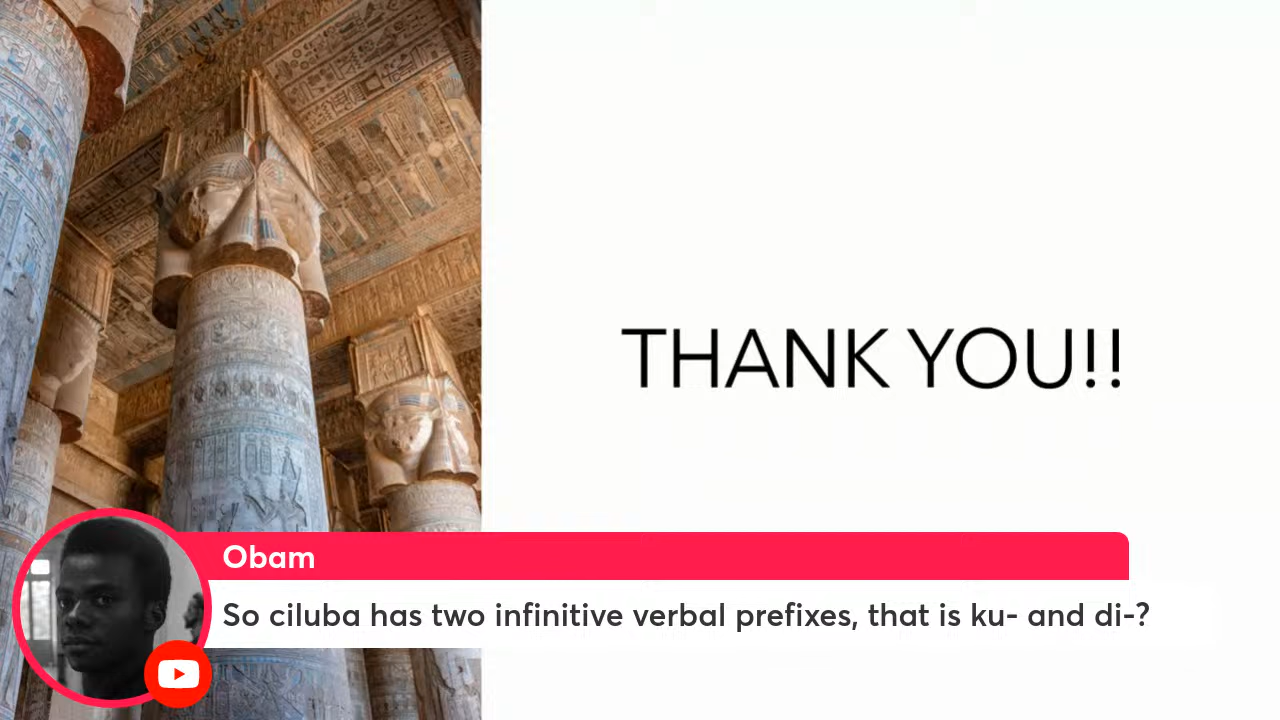 THANK YOU!!
Obam
So ciluba has two infinitive verbal prefixes, that is ku- and di-?